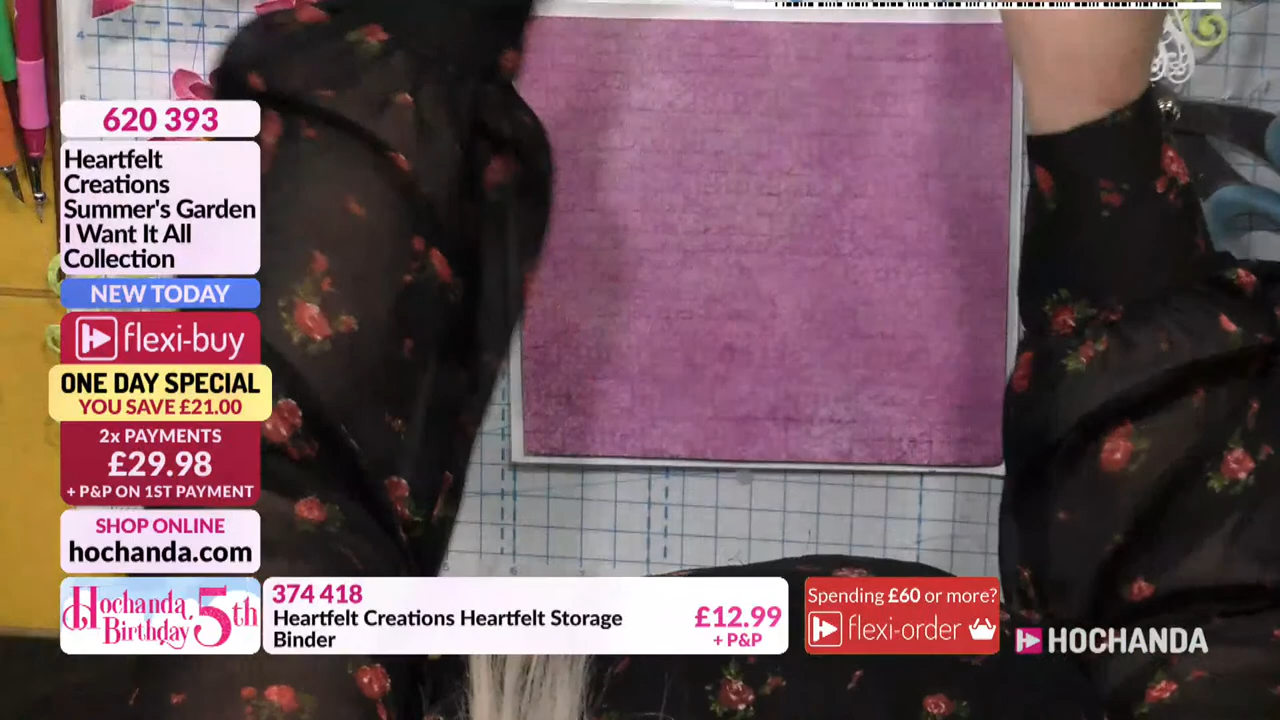 620 393
Heartfelt
Creations
Summer's Garden
I Want It All
Collection
NEW TODAY
flexi-buy
ONE DAY SPECIAL
YOU SAVE £21.00
2x PAYMENTS
£29.98
+ P&P ON 1ST PAYMENT
SHOP ONLINE
hochanda.com
Hochanda
Birthday 5th
374 418
Heartfelt Creations Heartfelt Storage
Binder
£12.99
+ P&P
Spending £60 or more?
flexi-order
HOCHANDA